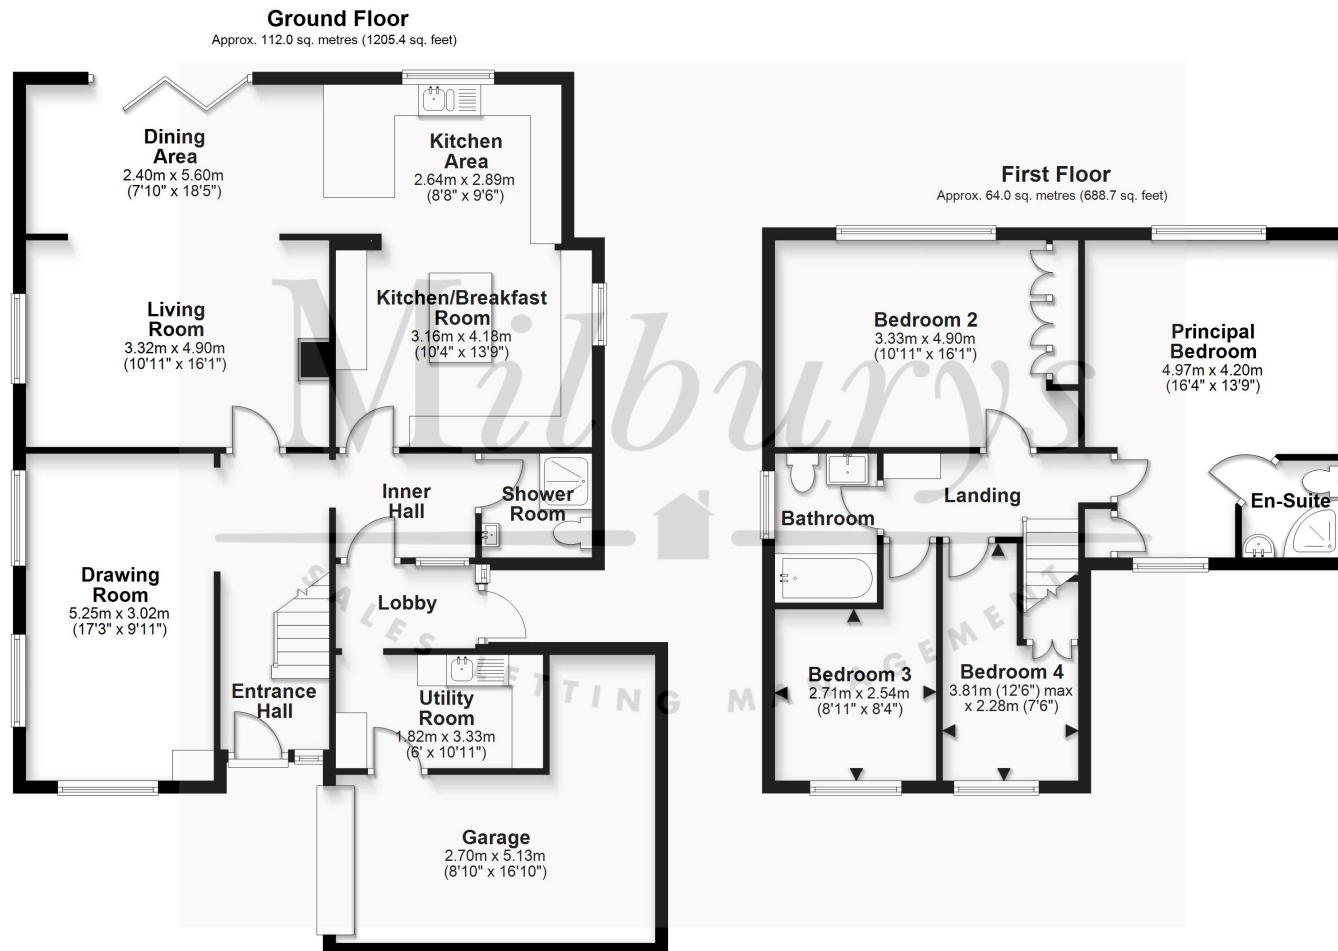 Ground Floor
Approx. 112.0 sq. metres (1205.4 sq. feet)
Dining
Area
2.40m x 5.60m
(7'10" x 18'5")
Kitchen
Area
2.64m x 2.89m
(8'8" x 9'6")
Living
Room
3.32m x 4.90m
(10'11" x 16'1")
Kitchen/Breakfast
Room
3.16m x 4.18m
(10'4" x 13'9")
Inner
Hall
Shower
Room
Drawing
Room
5.25m x 3.02m
(17'3" x 9'11")
Lobby
Entrance
Hall
Utility
Room
1.82m x 3.33m
(6' x 10'11")
Garage
2.70m x 5.13m
(8'10" x 16'10")
First Floor
Approx. 64.0 sq. metres (688.7 sq. feet)
Bedroom 2
3.33m x 4.90m
(10'11" x 16'1")
Principal
Bedroom
4.97m x 4.20m
(16'4" x 13'9")
Landing
Bathroom
En-Suite
Bedroom 3
2.71m x 2.54m
(8'11" x 8'4")
Bedroom 4
3.81m (12'6") max
x 2.28m (7'6")
Milburys
SALES LETTING MANAGEMENT